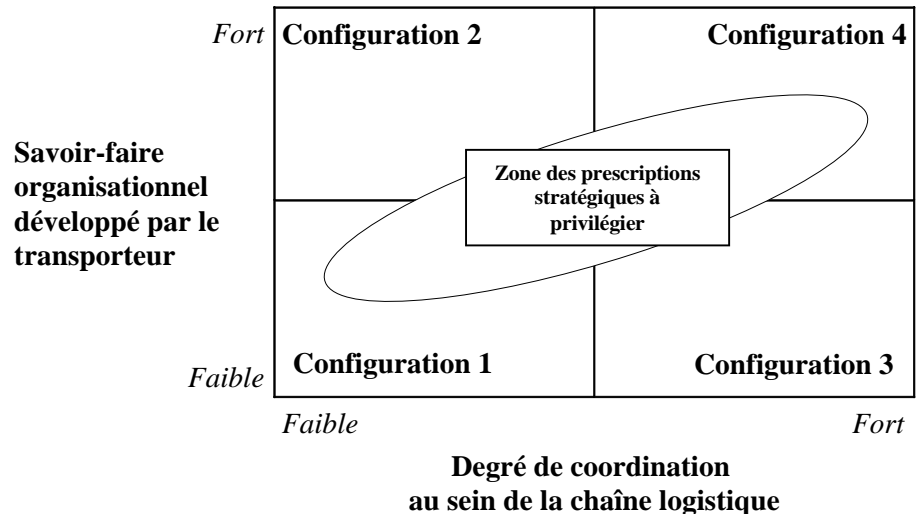 Fort
Configuration 2
Configuration 4
Savoir-faire
organisationnel
développé par le
transporteur
Zone des prescriptions
stratégiques à
privilégier
Configuration 1
Configuration 3
Faible
Faible
Fort
Degré de coordination
au sein de la chaîne logistique